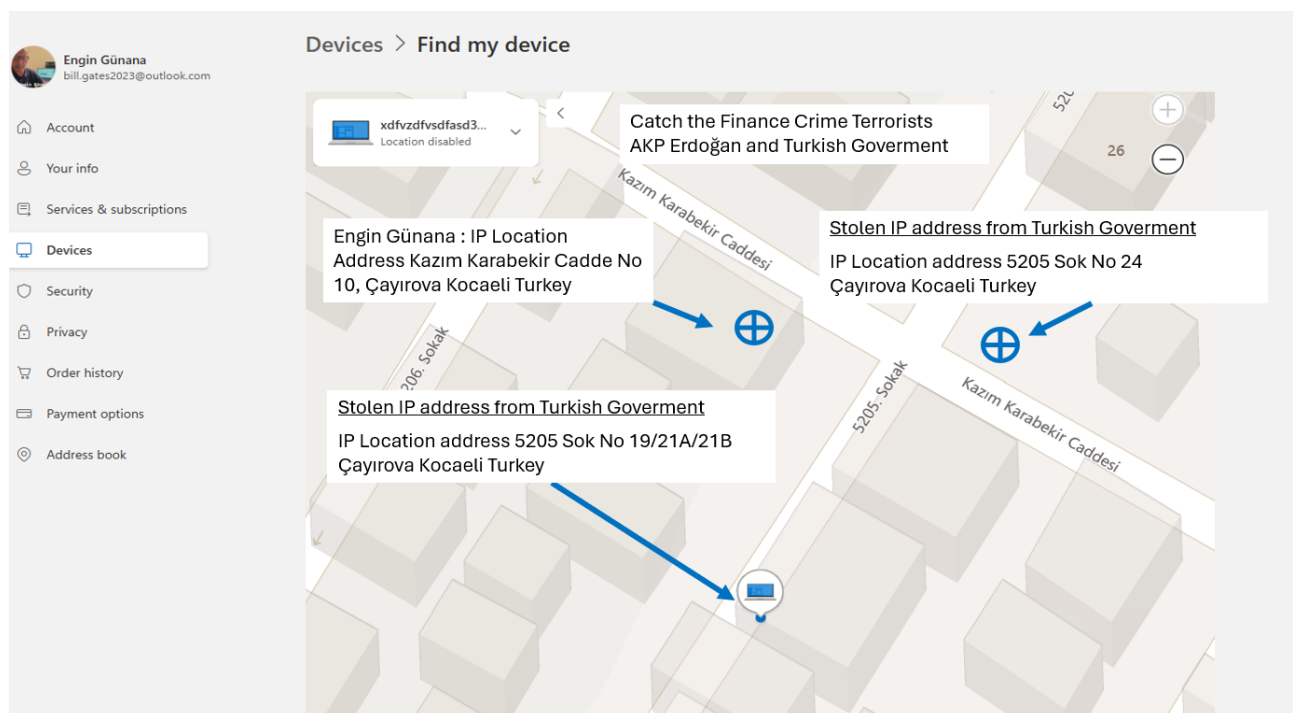 Devices > Find my device
Engin Günana
bill.gates2023@outlook.com
Account
Your info
Services & subscriptions
Devices
Security
Privacy
Order history
Payment options
Address book
xdfvzdfvsdfasd3...
Location disabled
Catch the Finance Crime Terrorists
AKP Erdoğan and Turkish Goverment
520
26
Kazım Karabekir Caddesi
Engin Günana : IP Location
Address Kazım Karabekir Cadde No
10, Çayırova Kocaeli Turkey
Stolen IP address from Turkish Goverment
IP Location address 5205 Sok No 24
Çayırova Kocaeli Turkey
206. Sokak
5205. Sokak
Kazım Karabekir Caddesi
Stolen IP address from Turkish Goverment
IP Location address 5205 Sok No 19/21A/21B
Çayırova Kocaeli Turkey